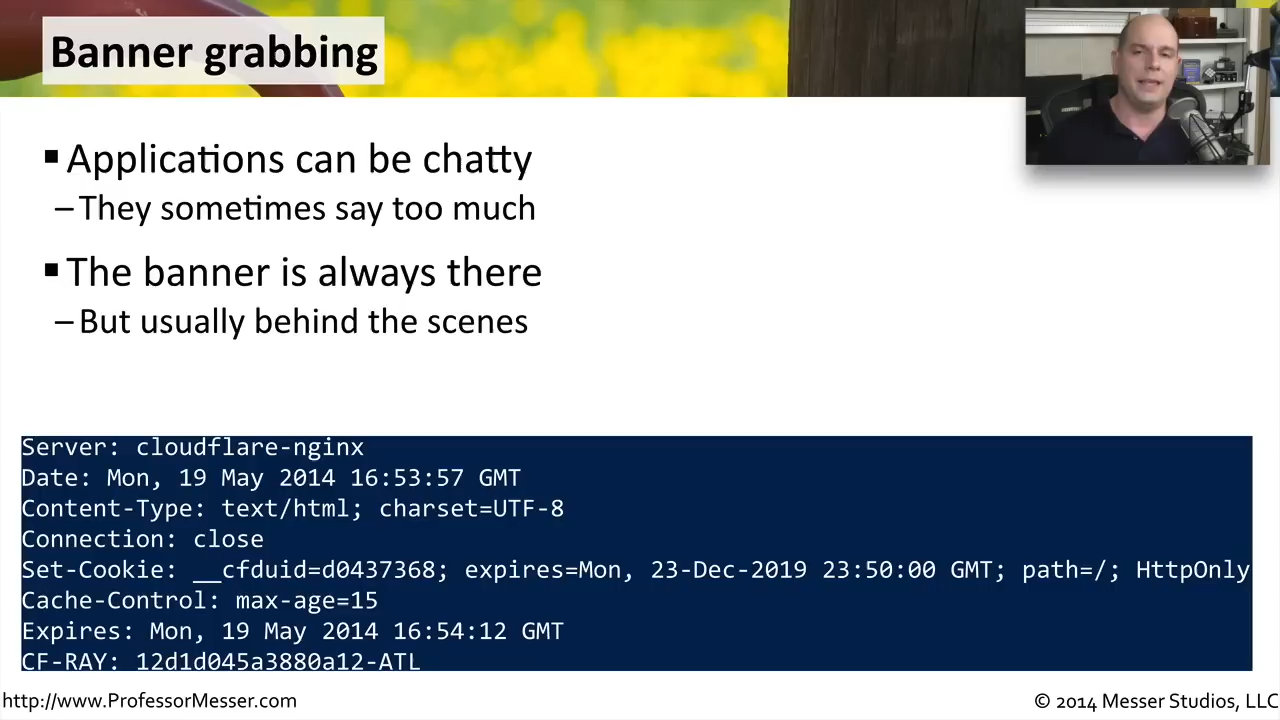 Banner grabbing
▪ Applications can be chatty
– They sometimes say too much
▪ The banner is always there
– But usually behind the scenes
Server: cloudflare-nginx
Date: Mon, 19 May 2014 16:53:57 GMT
Content-Type: text/html; charset=UTF-8
Connection: close
Set-Cookie: __cfduid=d0437368; expires=Mon, 23-Dec-2019 23:50:00 GMT; path=/; HttpOnly
Cache-Control: max-age=15
Expires: Mon, 19 May 2014 16:54:12 GMT
CF-RAY: 12d1d045a3880a12-ATL
http://www.ProfessorMesser.com
© 2014 Messer Studios, LLC